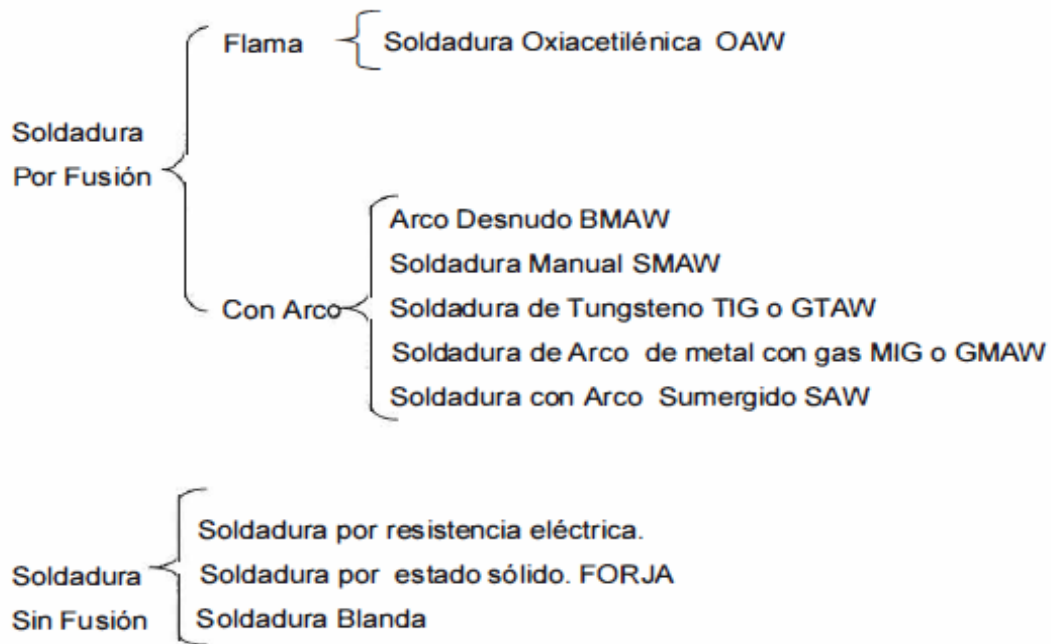 Flama
Soldadura Oxiacetilénica OAW
Soldadura
Por Fusión
Arco Desnudo BMAW
Soldadura Manual SMAW
Con Arco
Soldadura de Tungsteno TIG o GTAW
Soldadura de Arco de metal con gas MIG o GMAW
Soldadura con Arco Sumergido SAW
Soldadura por resistencia eléctrica.
Soldadura
Sin Fusión
Soldadura por estado sólido. FORJA
Soldadura Blanda